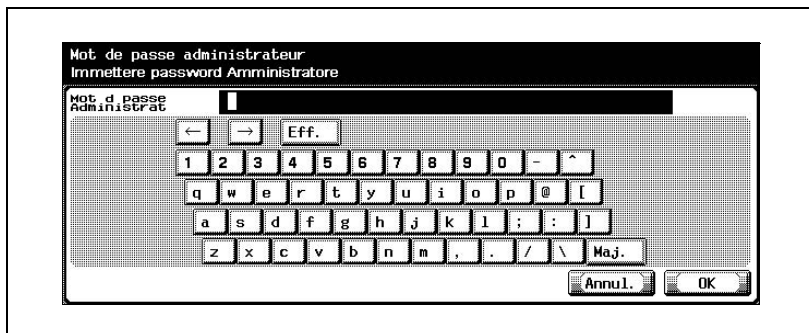 Mot de passe administrateur
Immettere password Amministratore
Mot d passe
Administrat
← → Eff.
1 2 3 4 5 6 7 8 9 0 - ^
q w e r t y u i o p @ [
a s d f g h j k l ; : ]
z x c v b n m , . / \ Maj.
Annul. OK